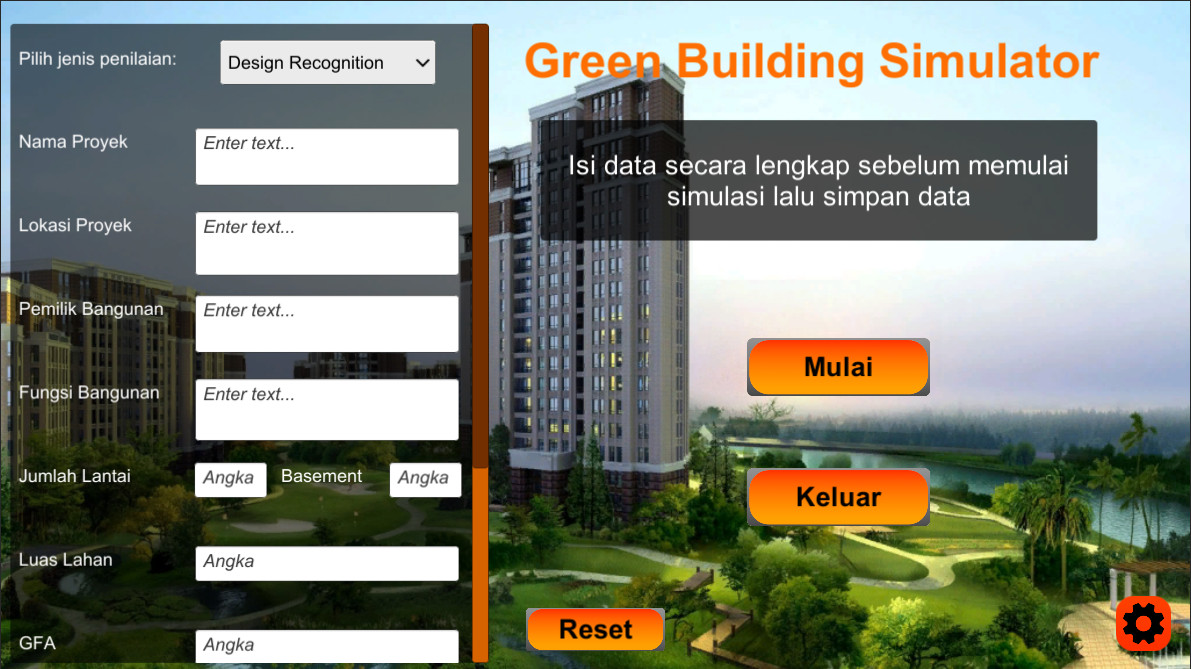 Pilih jenis penilaian:
Design Recognition
Nama Proyek
Enter text...
Lokasi Proyek
Enter text...
Pemilik Bangunan
Enter text...
Fungsi Bangunan
Enter text...
Jumlah Lantai
Angka
Basement
Angka
Luas Lahan
Angka
GFA
Angka
Green Building Simulator
Isi data secara lengkap sebelum memulai
simulasi lalu simpan data
Mulai
Keluar
Reset